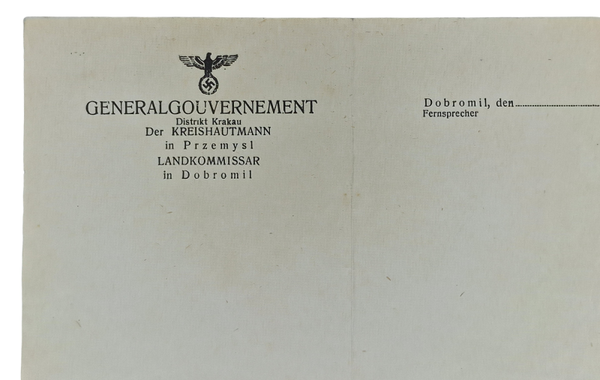 GENERALGOUVERNEMENT
Distrikt Krakau
Der KREISHAUTMANN
in Przemysl
LANDKOMMISSAR
in Dobromil
Dobromil, den
Fernsprecher